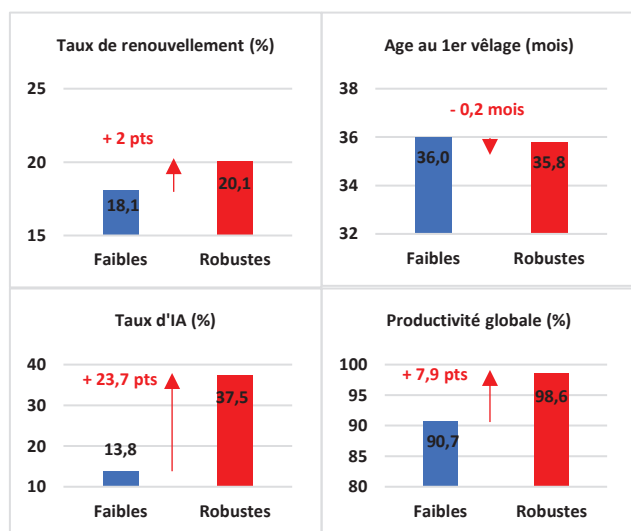 Taux de renouvellement (%)
25
20
15
+ 2 pts
18,1
20,1
Faibles
Robustes
Age au 1er vêlage (mois)
38
36
34
32
- 0,2 mois
36,0
35,8
Faibles
Robustes
Taux d'IA (%)
40
30
20
10
+ 23,7 pts
13,8
37,5
Faibles
Robustes
Productivité globale (%)
100
95
90
85
80
+ 7,9 pts
90,7
98,6
Faibles
Robustes